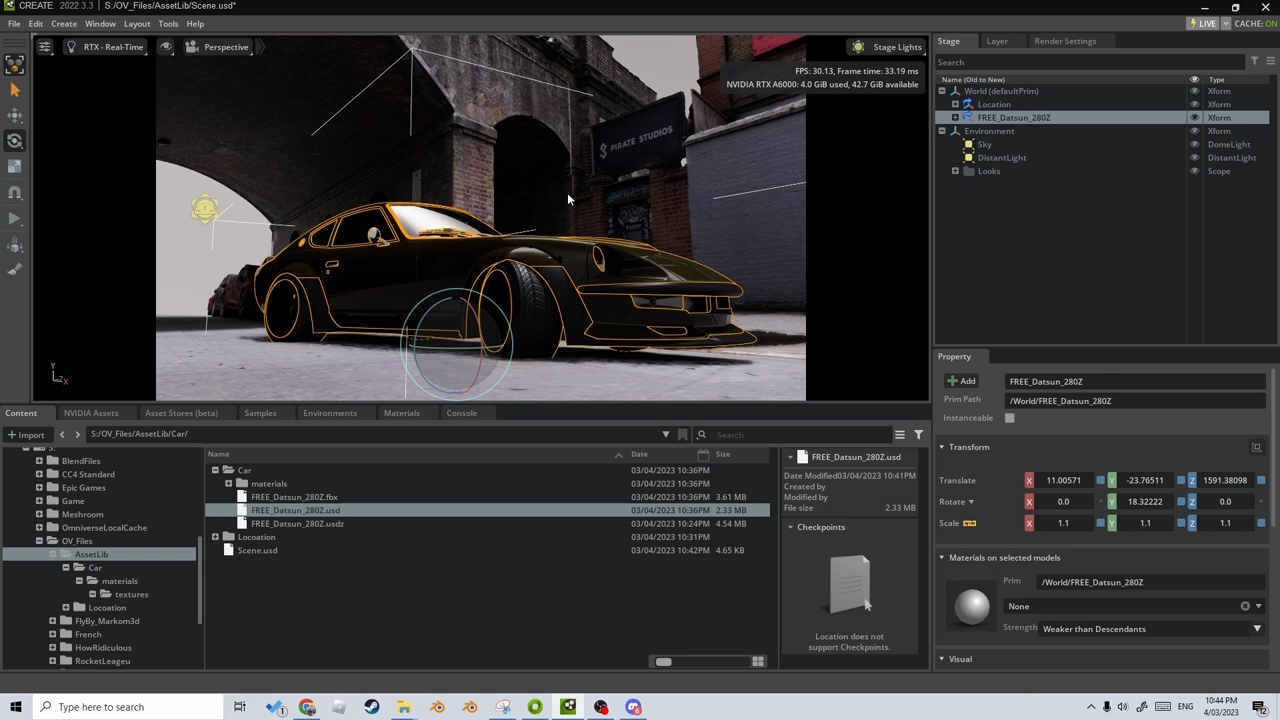 CREATE 2022.3.3 S:/OV_Files/AssetLib/Scene.usd*
File Edit Create Window Layout Tools Help
LIVE CACHE: ON
RTX - Real-Time Perspective Stage Lights
FPS: 30.13, Frame time: 33.19 ms
NVIDIA RTX A6000: 4.0 GiB used, 42.7 GiB available
PIRATE STUDIOS
Y
Z X
Stage Layer Render Settings
Search
Name (Old to New) Type
World (defaultPrim) Xform
Location Xform
FREE_Datsun_280Z Xform
Environment Xform
Sky DomeLight
DistantLight DistantLight
Looks Scope
Property
Add FREE_Datsun_280Z
Prim Path /World/FREE_Datsun_280Z
Instanceable
Transform
Translate X 11.00571 Y -23.76511 Z 1591.38098
Rotate X 0.0 Y 18.32222 Z 0.0
Scale X 1.1 Y 1.1 Z 1.1
Materials on selected models
Prim /World/FREE_Datsun_280Z
None
Strength Weaker than Descendants
Visual
Content NVIDIA Assets Asset Stores (beta) Samples Environments Materials Console
Import S:/OV_Files/AssetLib/Car/ Search
S:
BlendFiles
CC4 Standard
Epic Games
Game
Meshroom
OmniverseLocalCache
OV_Files
AssetLib
Car
materials
textures
Locoation
FlyBy_Markom3d
French
HowRidiculous
RocketLeageu
Name Date Size
Car 03/04/2023 10:36PM
materials 03/04/2023 10:36PM
FREE_Datsun_280Z.fbx 03/04/2023 10:36PM 3.61 MB
FREE_Datsun_280Z.usd 03/04/2023 10:36PM 2.33 MB
FREE_Datsun_280Z.usdz 03/04/2023 10:24PM 4.54 MB
Locoation 03/04/2023 10:31PM
Scene.usd 03/04/2023 10:42PM 4.65 KB
FREE_Datsun_280Z.usd
Date Modified 03/04/2023 10:41PM
Created by
Modified by
File size 2.33 MB
Checkpoints
Location does not
support Checkpoints.
Type here to search
10:44 PM
4/03/2023
12